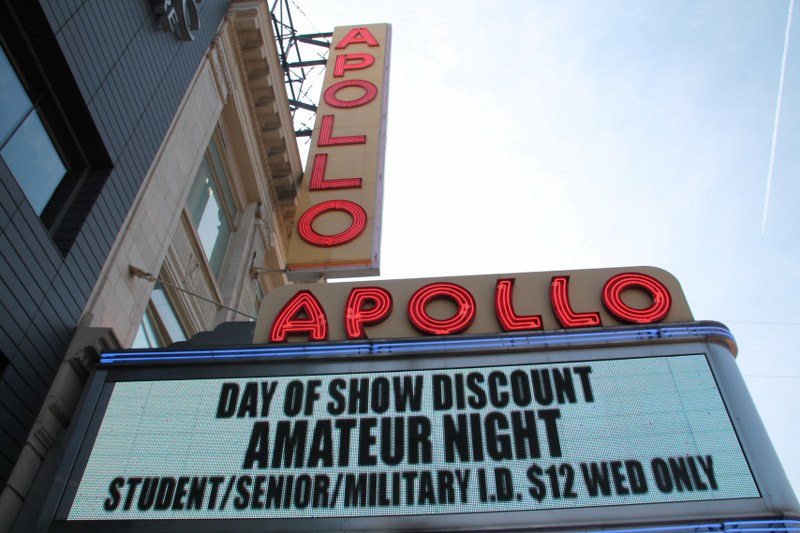 APOLLO
APOLLO
DAY OF SHOW DISCOUNT
AMATEUR NIGHT
STUDENT/SENIOR/MILITARY I.D. $12 WED ONLY